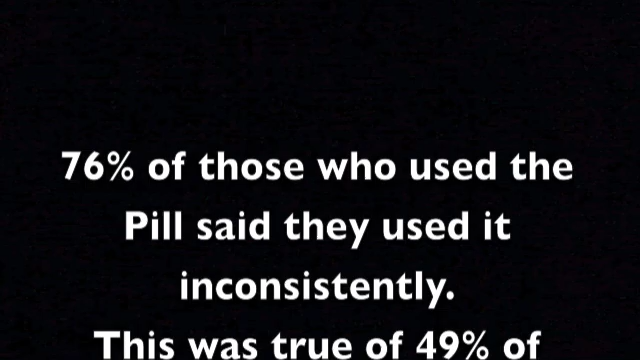 76% of those who used the
Pill said they used it
inconsistently.
This was true of 49% of